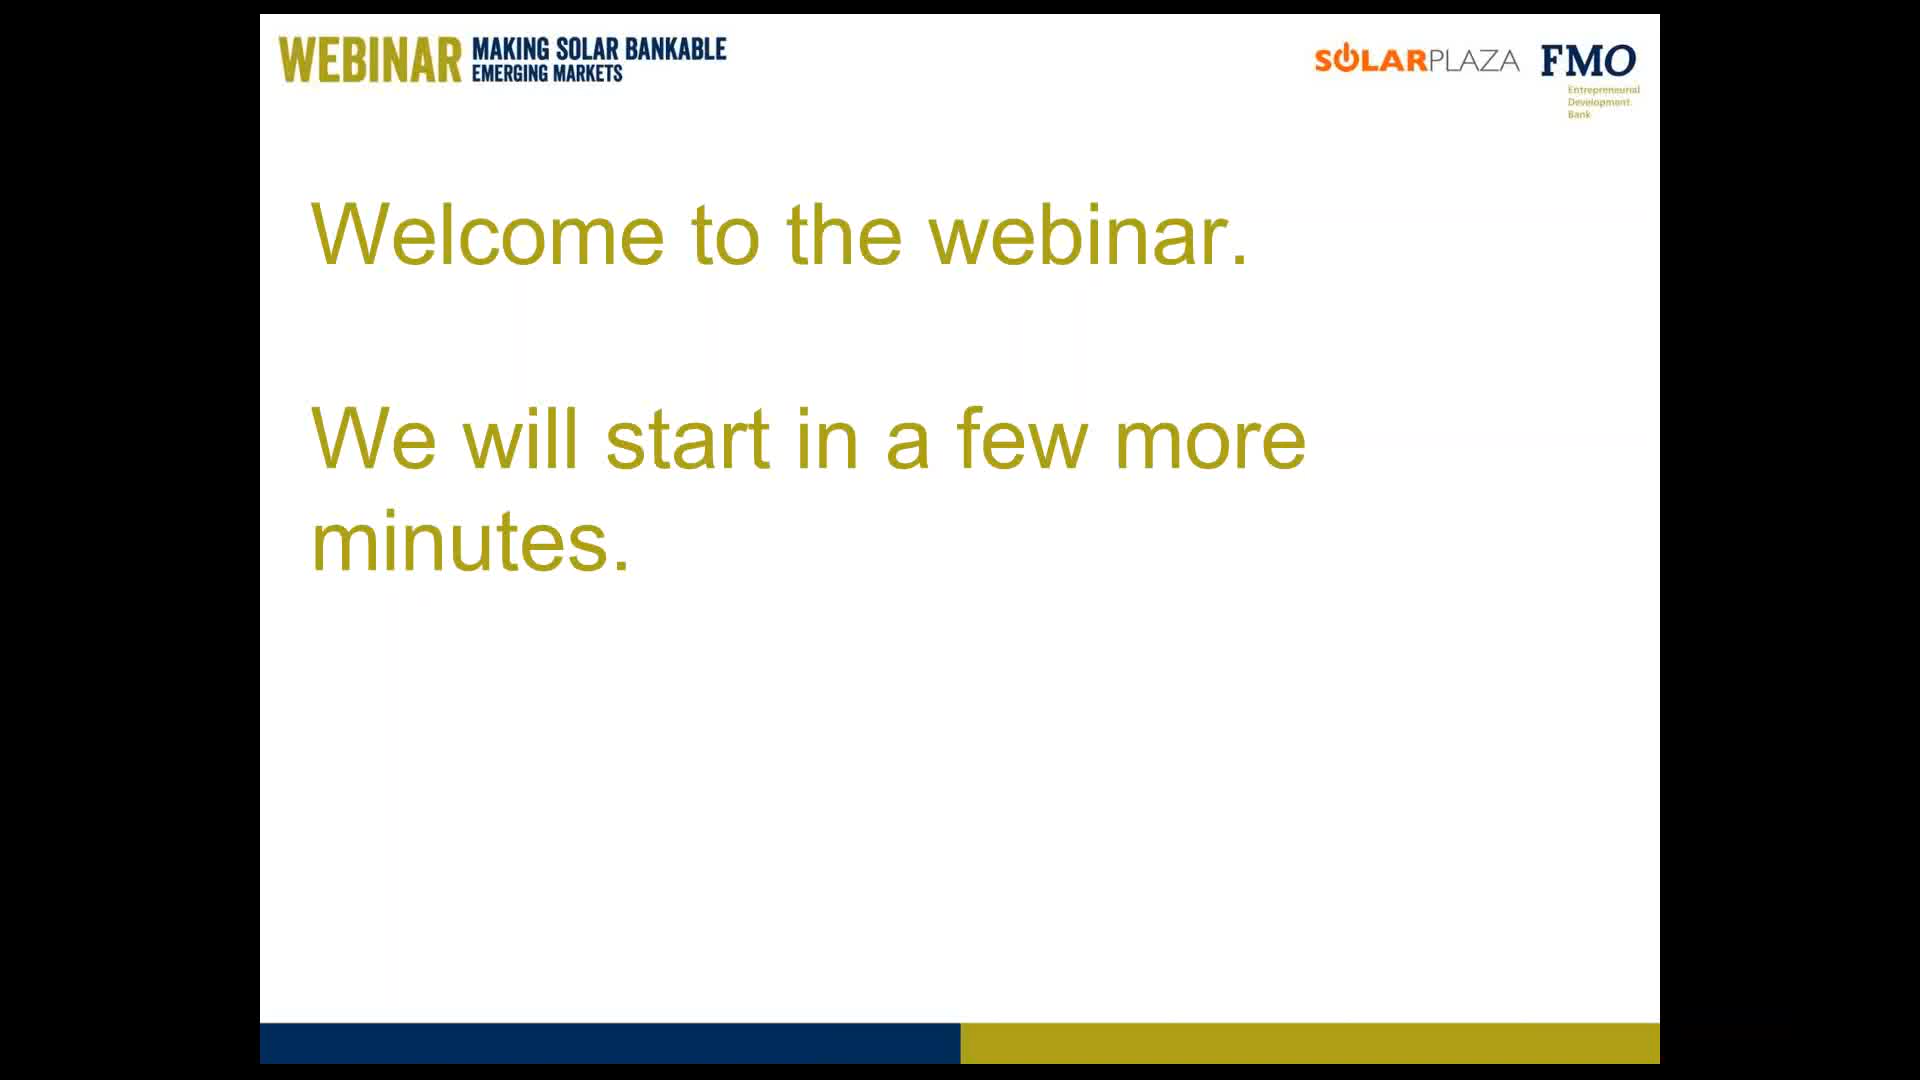 WEBINAR MAKING SOLAR BANKABLE
EMERGING MARKETS
SOLARPLAZA FMO
Entrepreneurial
Development
Bank
Welcome to the webinar.
We will start in a few more
minutes.